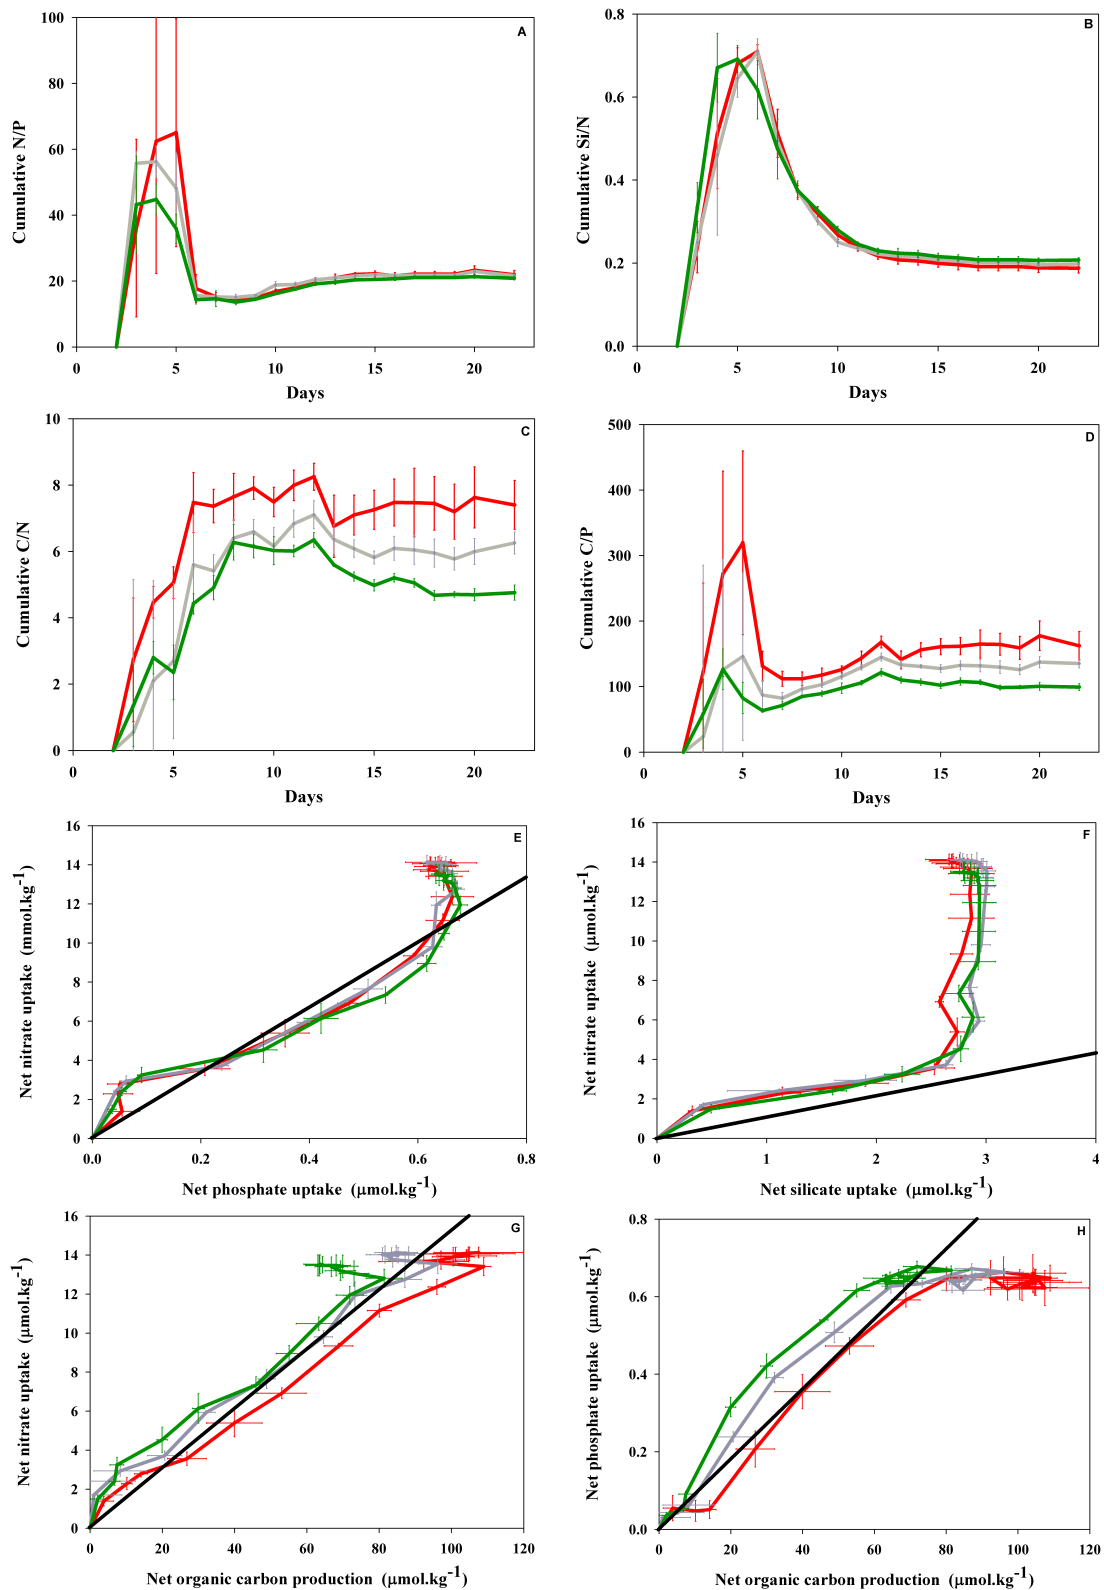 A
Cumulative N/P
100
80
60
40
20
0
0 5 10 15 20
Days
B
Cumulative Si/N
0.8
0.6
0.4
0.2
0.0
0 5 10 15 20
Days
C
Cumulative C/N
10
8
6
4
2
0
0 5 10 15 20
Days
D
Cumulative C/P
500
400
300
200
100
0
0 5 10 15 20
Days
E
Net nitrate uptake (mmol.kg-1)
16
14
12
10
8
6
4
2
0
0.0 0.2 0.4 0.6 0.8
Net phosphate uptake (µmol.kg-1)
F
Net nitrate uptake (µmol.kg-1)
16
14
12
10
8
6
4
2
0
0 1 2 3 4
Net silicate uptake (µmol.kg-1)
G
Net nitrate uptake (µmol.kg-1)
16
14
12
10
8
6
4
2
0
0 20 40 60 80 100 120
Net organic carbon production (µmol.kg-1)
H
Net phosphate uptake (µmol.kg-1)
0.8
0.6
0.4
0.2
0.0
0 20 40 60 80 100 120
Net organic carbon production (µmol.kg-1)